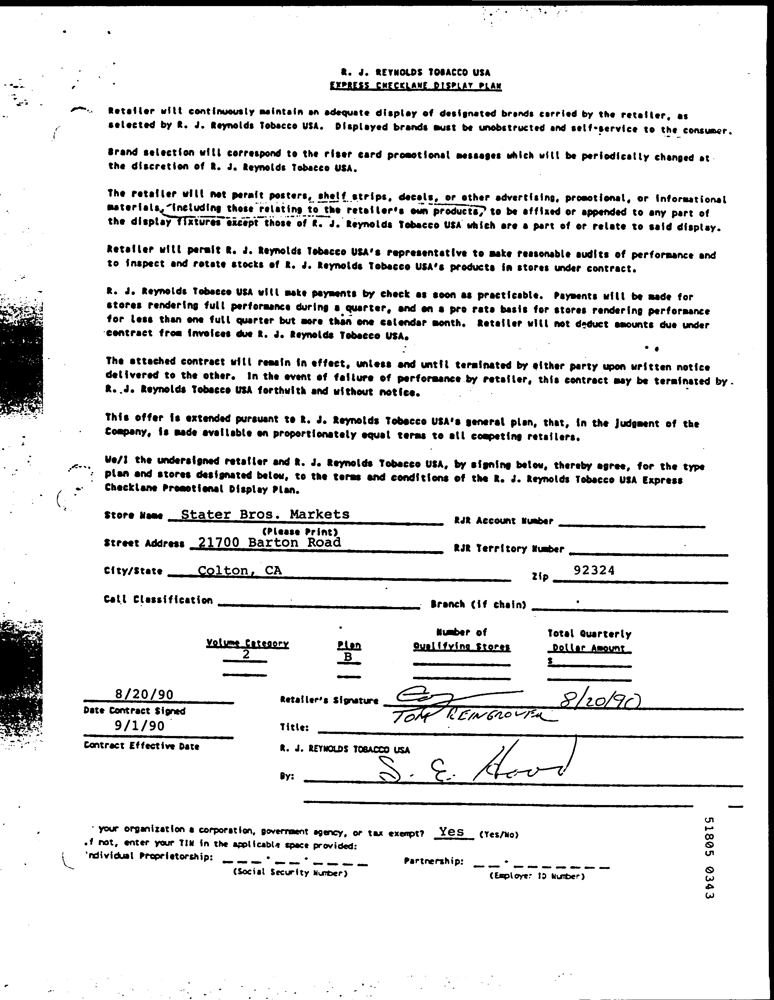 R. J. REYNOLDS TOBACCO USA
EXPRESS CHECKLANE DISPLAY PLAN
Retailer will continuously maintain an adequate display of designated brands carried by the retailer, as
selected by R. J. Reynolds Tobacco USA. Displayed brands must be unobstructed and self-service to the consumer.
Brand selection will correspond to the riser card promotional messages which will be periodically changed at
the discretion of R. J. Reynolds Tobacco USA.
The retailer will not permit posters, shelf strips, decals, or other advertising, promotional, or informational
materials, including those relating to the retailer's own products, to be affixed or appended to any part of
the display fixtures except those of R. J. Reynolds Tobacco USA which are a part of or relate to said display.
Retailer will permit R. J. Reynolds Tobacco USA's representative to make reasonable audits of performance and
to inspect and rotate stocks of R. J. Reynolds Tobacco USA's products in stores under contract.
R. J. Reynolds Tobacco USA will make payments by check as soon as practicable. Payments will be made for
stores rendering full performance during a quarter, and on a pro rata basis for stores rendering performance
for less than one full quarter but more than one calendar month. Retailer will not deduct amounts due under
contract from invoices due R. J. Reynolds Tobacco USA.
The attached contract will remain in effect, unless and until terminated by either party upon written notice
delivered to the other. In the event of failure of performance by retailer, this contract may be terminated by
R. J. Reynolds Tobacco USA forthwith and without notice.
This offer is extended pursuant to R. J. Reynolds Tobacco USA's general plan, that, in the judgment of the
Company, is made available on proportionately equal terms to all competing retailers.
We/I the undersigned retailer and R. J. Reynolds Tobacco USA, by signing below, thereby agree, for the type
plan and stores designated below, to the terms and conditions of the R. J. Reynolds Tobacco USA Express
Checklane Promotional Display Plan.
Store Name Stater Bros. Markets RJR Account Number
(Please Print)
Street Address 21700 Barton Road RJR Territory Number
City/State Colton, CA Zip 92324
Call Classification Branch (if chain)
Volume Category Plan Number of Qualifying Stores Total Quarterly Dollar Amount
2 B $
8/20/90 Retailer's Signature 8/20/90
Date Contract Signed TOM
9/1/90 Title:
Contract Effective Date R. J. REYNOLDS TOBACCO USA
By: S. E. Hood
your organization a corporation, government agency, or tax exempt? Yes (Yes/No)
.f not, enter your TIN in the applicable space provided:
'ndividual Proprietorship: Partnership:
(Social Security Number) (Employer ID Number)
51805 0343